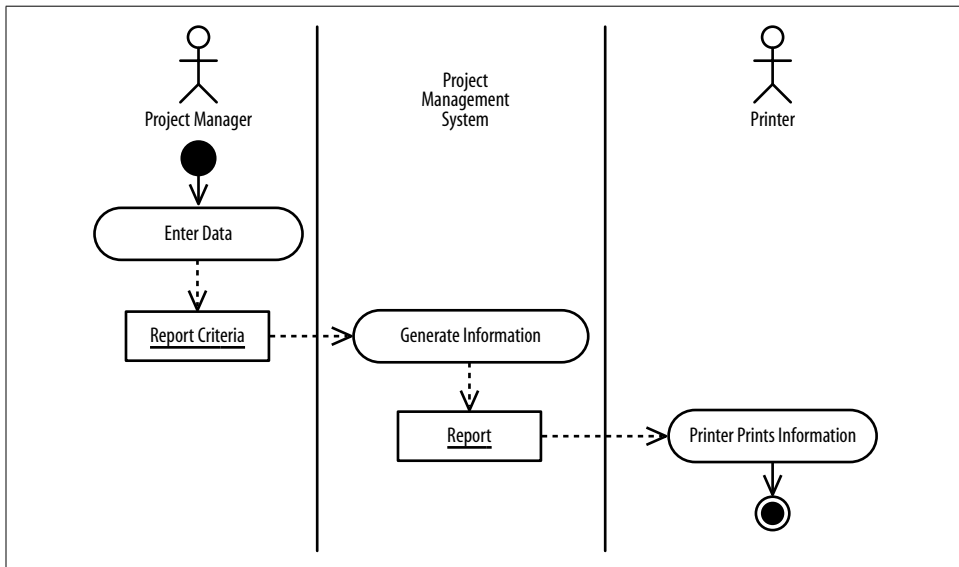 Project Manager
Project
Management
System
Printer
Enter Data
Report Criteria
Generate Information
Report
Printer Prints Information